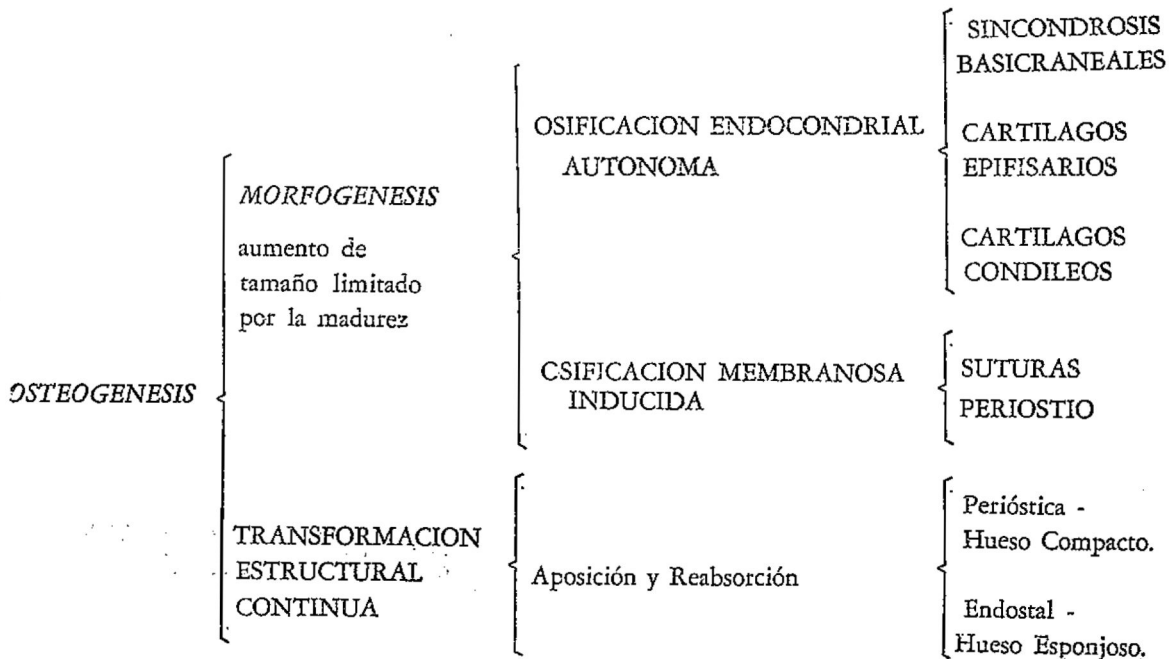 OSTEOGENESIS
MORFOGENESIS
aumento de
tamaño limitado
por la madurez
OSIFICACION ENDOCONDRIAL
AUTONOMA
SINCONDROSIS
BASICRANEALES
CARTILAGOS
EPIFISARIOS
CARTILAGOS
CONDILEOS
CSIFICACION MEMBRANOSA
INDUCIDA
SUTURAS
PERIOSTIO
TRANSFORMACION
ESTRUCTURAL
CONTINUA
Aposición y Reabsorción
Perióstica -
Hueso Compacto.
Endostal -
Hueso Esponjoso.